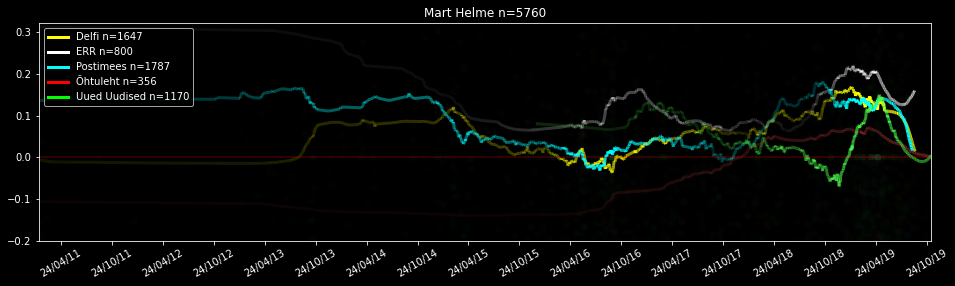 Mart Helme n=5760
Delfi n=1647
ERR n=800
Postimees n=1787
Õhtuleht n=356
Uued Uudised n=1170
0.3
0.2
0.1
0.0
−0.1
−0.2
24/04/11 24/10/11 24/04/12 24/10/12 24/04/13 24/10/13 24/04/14 24/10/14 24/04/15 24/10/15 24/04/16 24/10/16 24/04/17 24/10/17 24/04/18 24/10/18 24/04/19 24/10/19